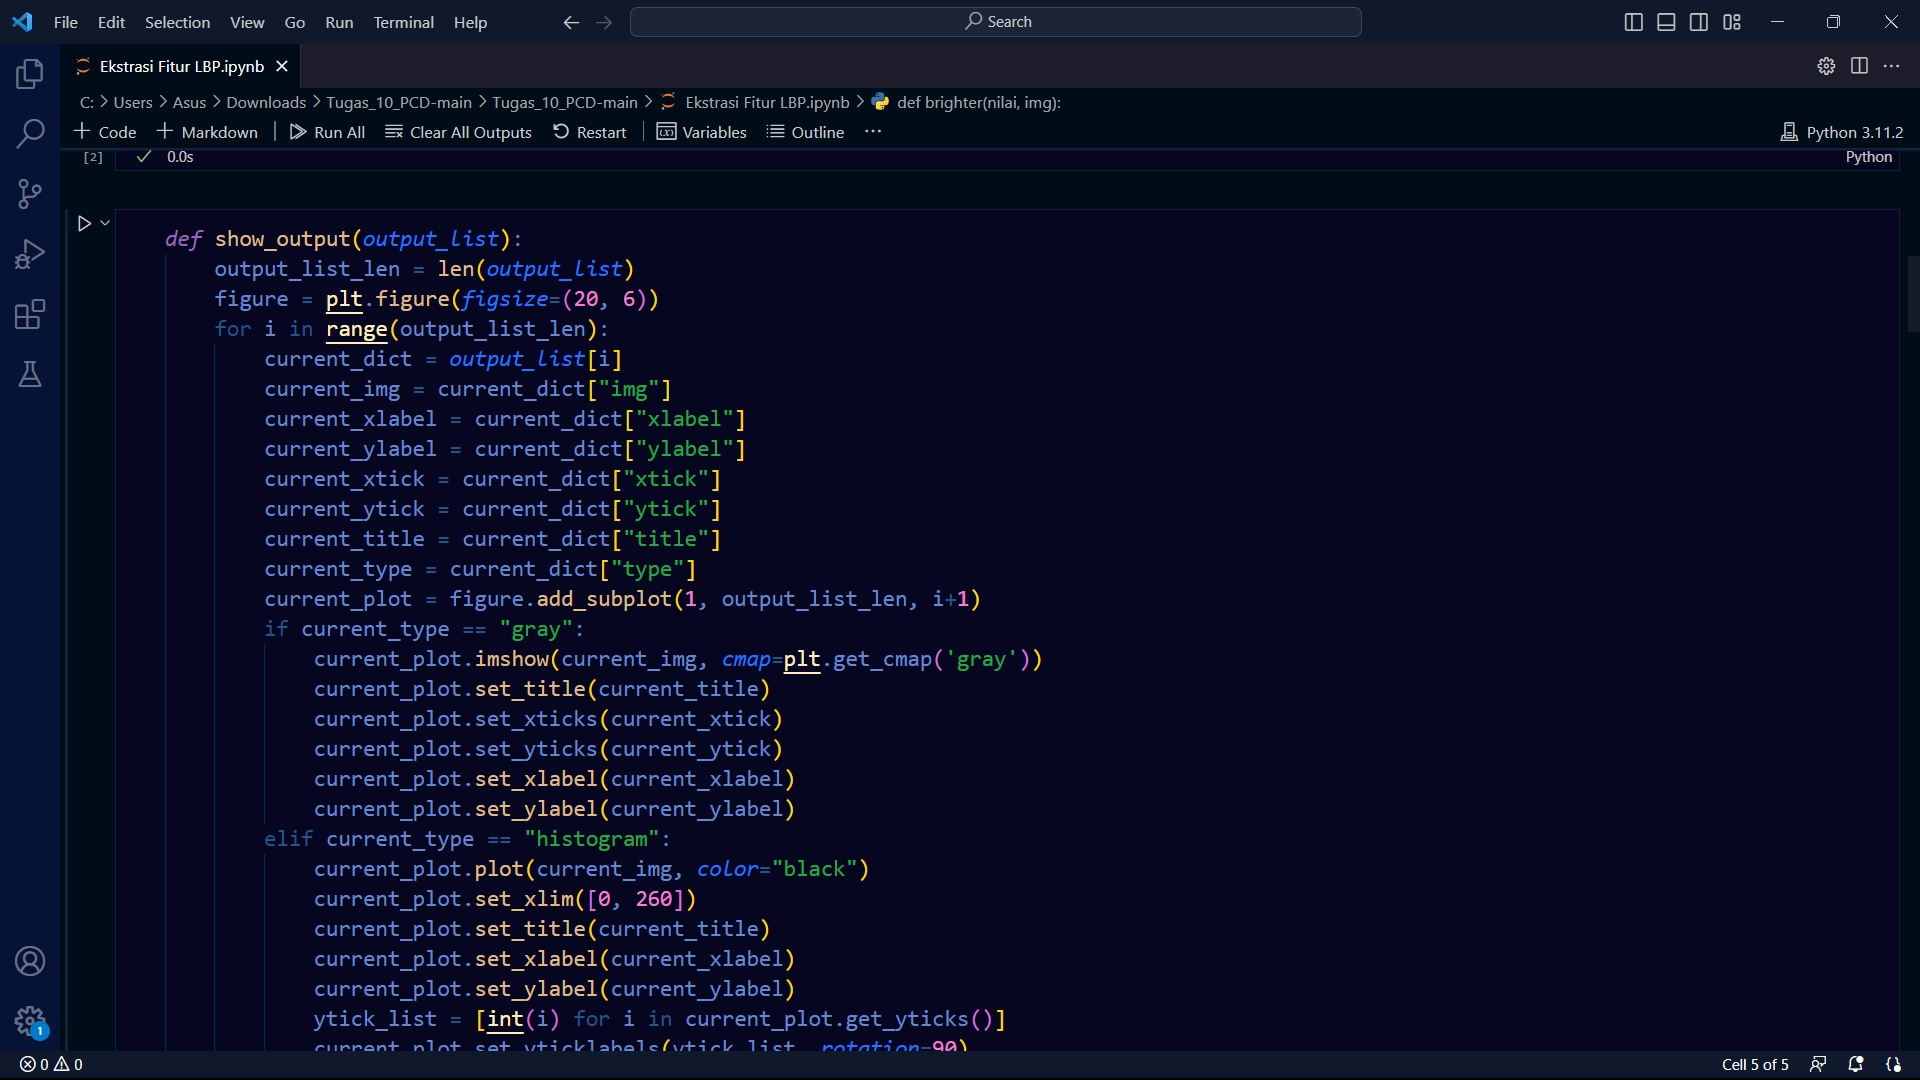 File Edit Selection View Go Run Terminal Help Search
Ekstrasi Fitur LBP.ipynb
C: > Users > Asus > Downloads > Tugas_10_PCD-main > Tugas_10_PCD-main > Ekstrasi Fitur LBP.ipynb > def brighter(nilai, img):
+ Code + Markdown | Run All Clear All Outputs Restart | Variables Outline ... Python 3.11.2
[2] ✓ 0.0s Python
def show_output(output_list):
output_list_len = len(output_list)
figure = plt.figure(figsize=(20, 6))
for i in range(output_list_len):
current_dict = output_list[i]
current_img = current_dict["img"]
current_xlabel = current_dict["xlabel"]
current_ylabel = current_dict["ylabel"]
current_xtick = current_dict["xtick"]
current_ytick = current_dict["ytick"]
current_title = current_dict["title"]
current_type = current_dict["type"]
current_plot = figure.add_subplot(1, output_list_len, i+1)
if current_type == "gray":
current_plot.imshow(current_img, cmap=plt.get_cmap('gray'))
current_plot.set_title(current_title)
current_plot.set_xticks(current_xtick)
current_plot.set_yticks(current_ytick)
current_plot.set_xlabel(current_xlabel)
current_plot.set_ylabel(current_ylabel)
elif current_type == "histogram":
current_plot.plot(current_img, color="black")
current_plot.set_xlim([0, 260])
current_plot.set_title(current_title)
current_plot.set_xlabel(current_xlabel)
current_plot.set_ylabel(current_ylabel)
ytick_list = [int(i) for i in current_plot.get_yticks()]
current_plot.set_yticklabels(ytick_list, rotation=90)
1
0 0 Cell 5 of 5